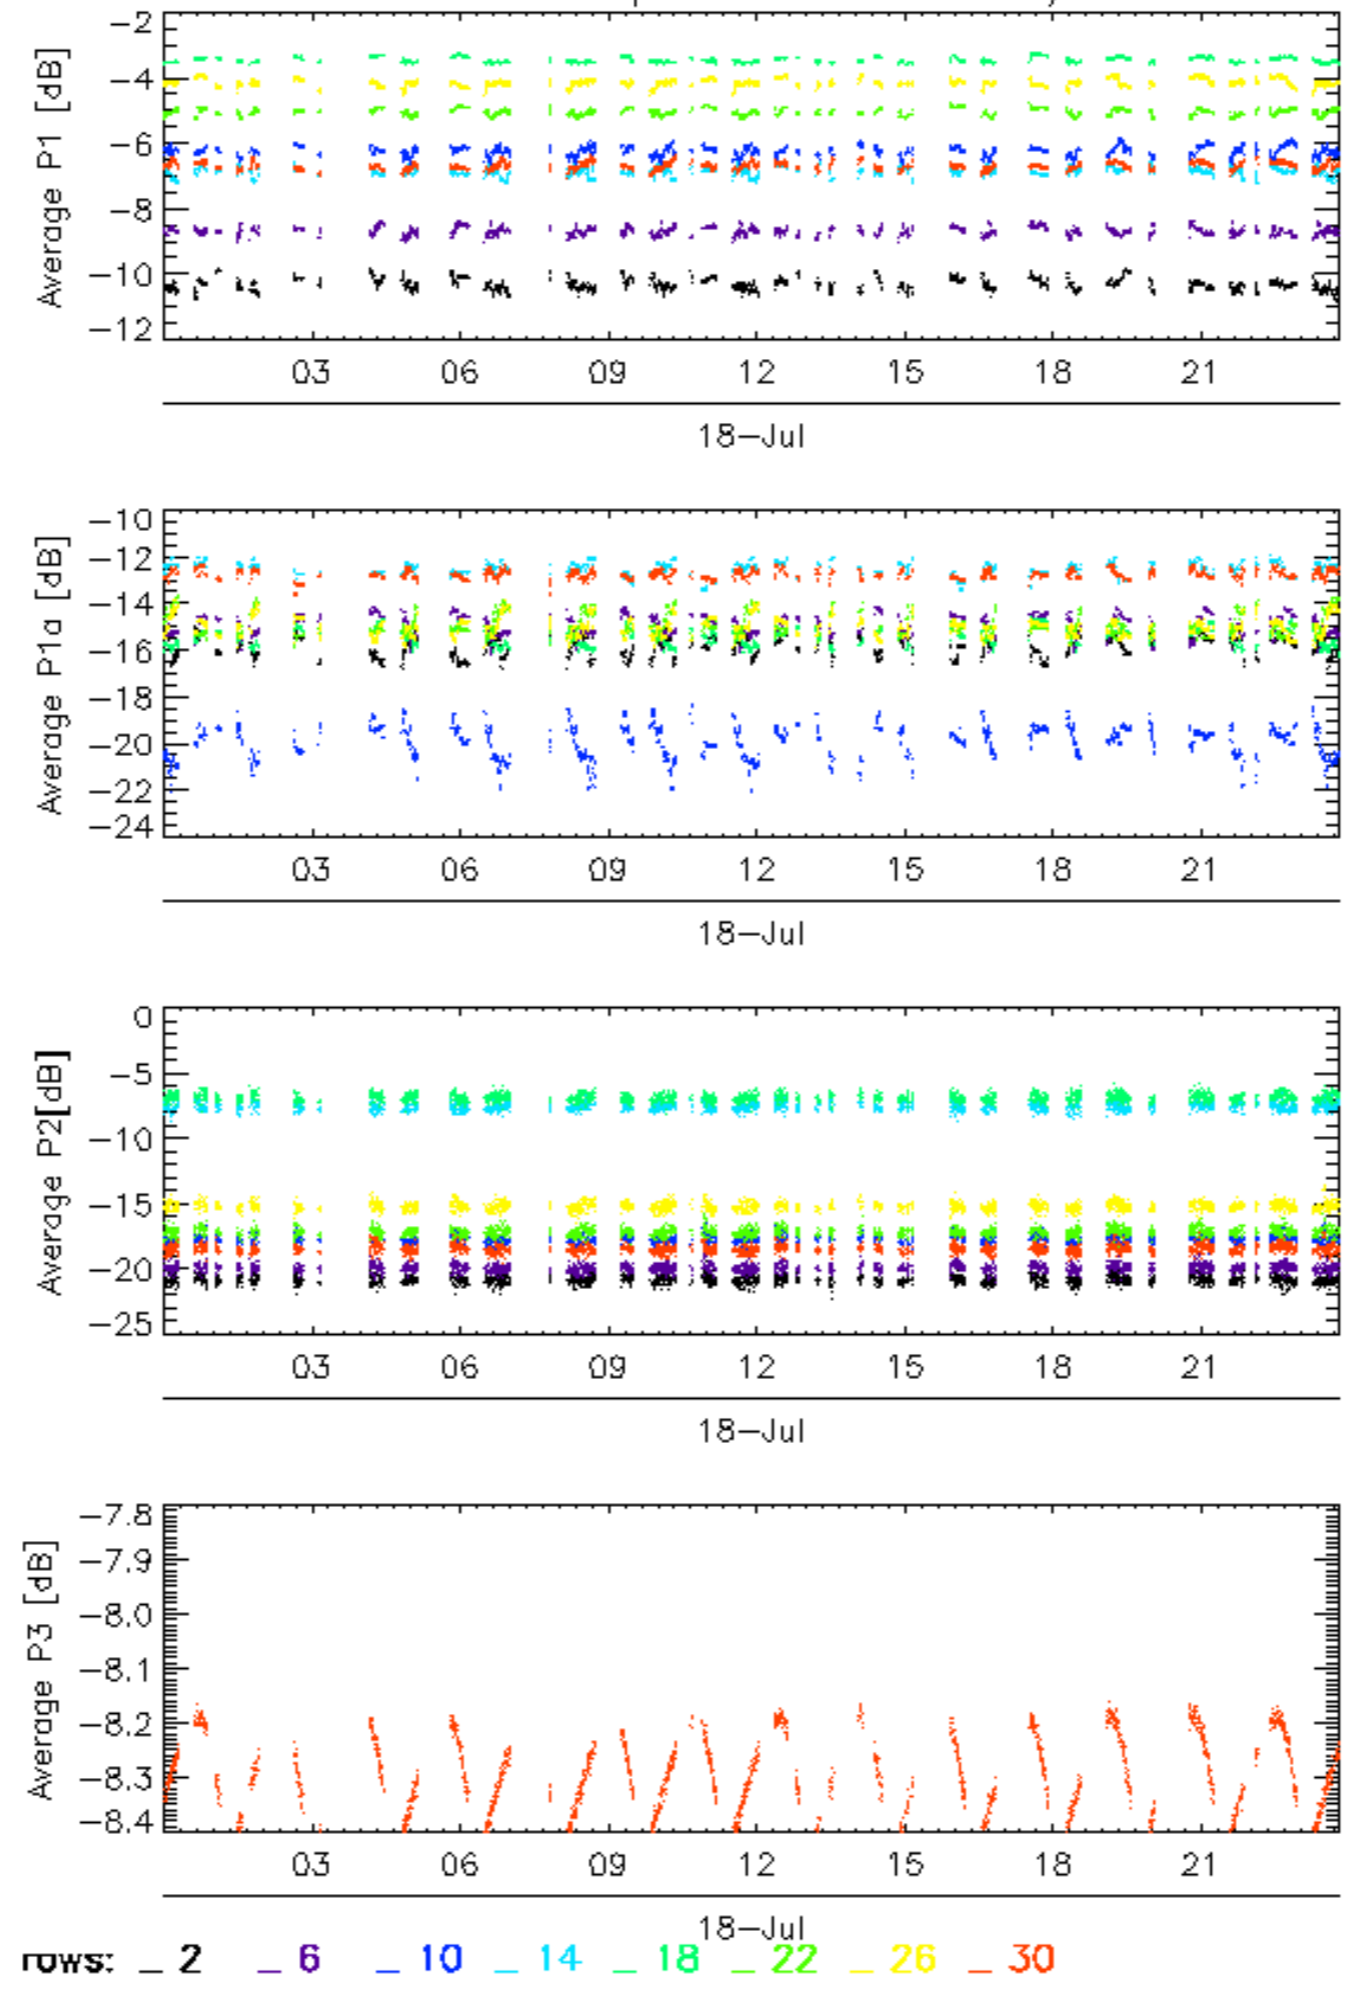 Average P1 [dB]
−2
−4
−6
−8
−10
−12
03 06 09 12 15 18 21
18−Jul
Average P1a [dB]
−10
−12
−14
−16
−18
−20
−22
−24
03 06 09 12 15 18 21
18−Jul
Average P2[dB]
0
−5
−10
−15
−20
−25
03 06 09 12 15 18 21
18−Jul
Average P3 [dB]
−7.8
−7.9
−8.0
−8.1
−8.2
−8.3
−8.4
03 06 09 12 15 18 21
18−Jul
rows: _ 2 _ 6 _ 10 _ 14 _ 18 _ 22 _ 26 _ 30